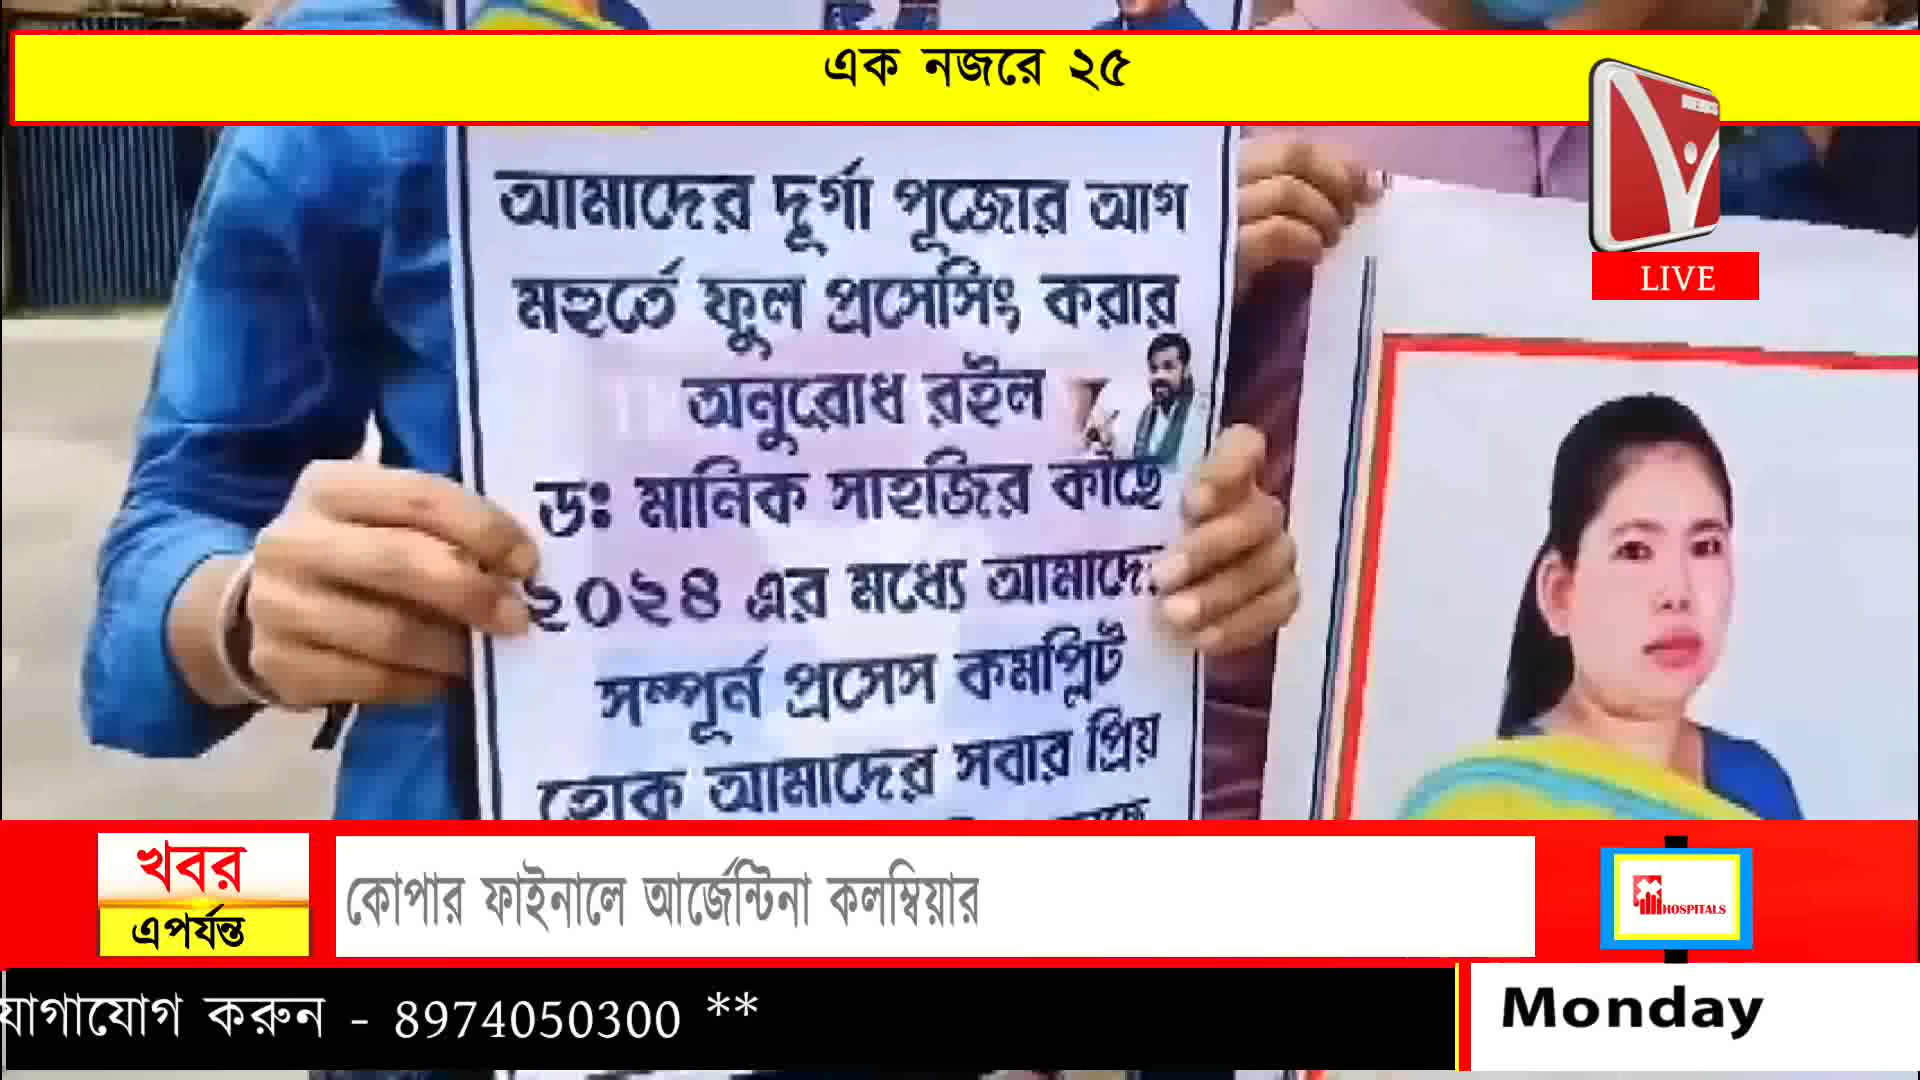 এক নজরে ২৫
NEWS
LIVE
আমাদের দূর্গা পূজোর আগ
মহুর্তে ফুল প্রসেসিং করার
অনুরোধ রইল
ডঃ মানিক সাহাজির কাছে
২০২৪ এর মধ্যে আমাদের
সম্পূর্ন প্রসেস কমপ্লিট
হোক আমাদের সবার প্রিয়
খবর
এপর্যন্ত
কোপার ফাইনালে আর্জেন্টিনা কলম্বিয়ার
HOSPITALS
যোগাযোগ করুন - 8974050300 **
Monday